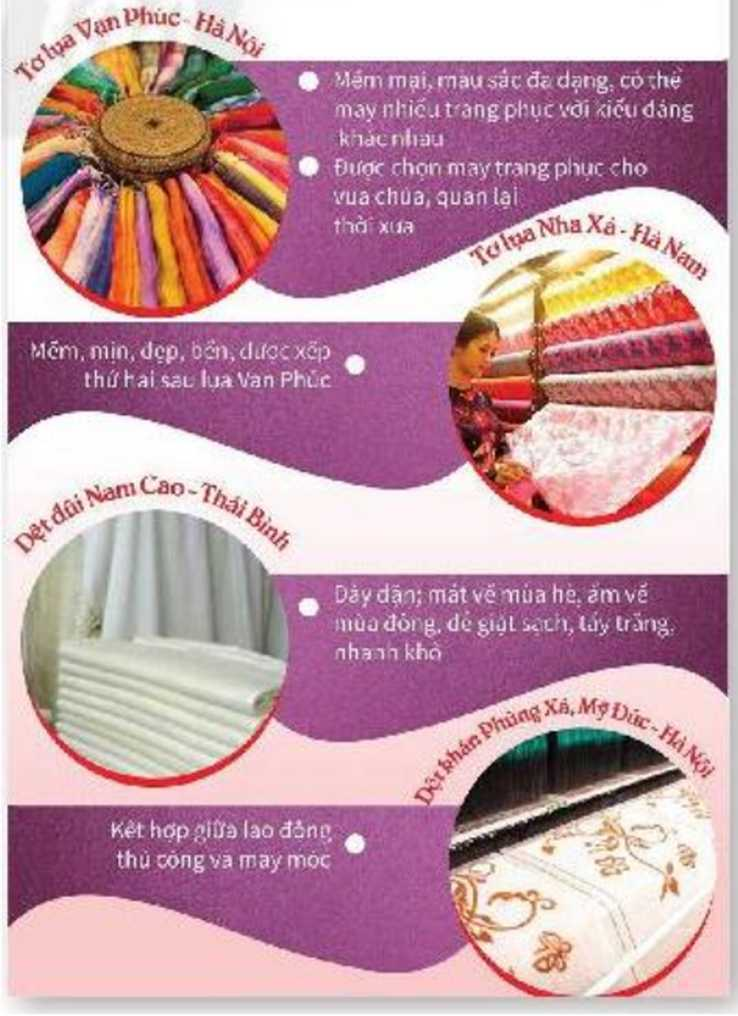 Tơ lụa Vạn Phúc - Hà Nội
Mềm mại, màu sắc đa dạng, có thể
may nhiều trang phục với kiểu dáng
khác nhau
Được chọn may trang phục cho
vua chúa, quan lại
thời xưa
Tơ lụa Nha Xá - Hà Nam
Mềm, mịn, đẹp, bền, được xếp
thứ hai sau lụa Vạn Phúc
Dệt đũi Nam Cao - Thái Bình
Dày dặn; mát về mùa hè, ấm về
mùa đông, dễ giặt sạch, tẩy trắng,
nhanh khô
Dệt khăn Phùng Xá, Mỹ Đức - Hà Nội
Kết hợp giữa lao động
thủ công và máy móc